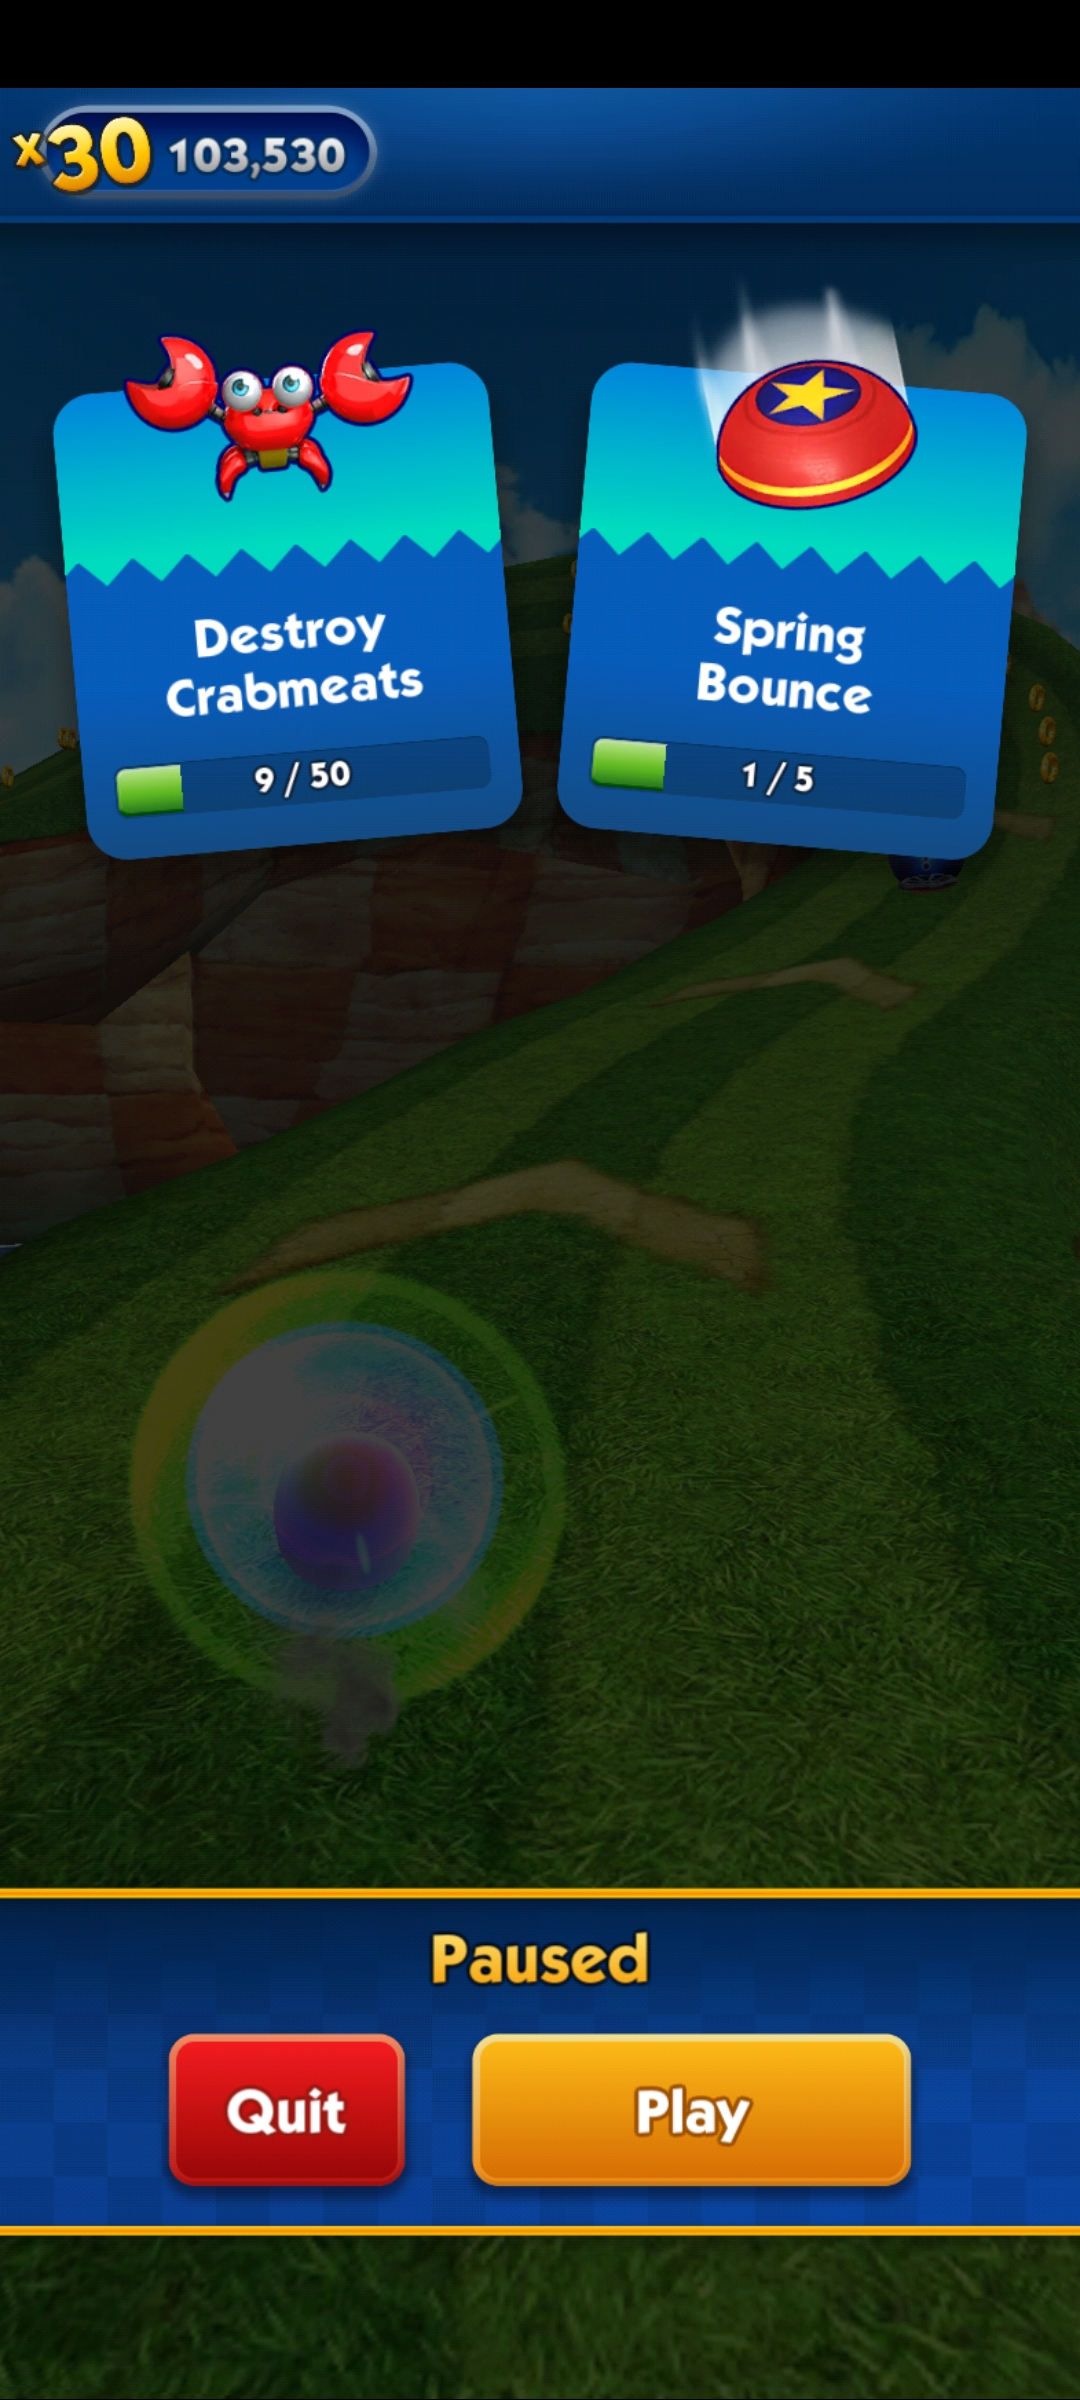 x30 103,530
Destroy
Crabmeats
9 / 50
Spring
Bounce
1 / 5
Paused
Quit
Play